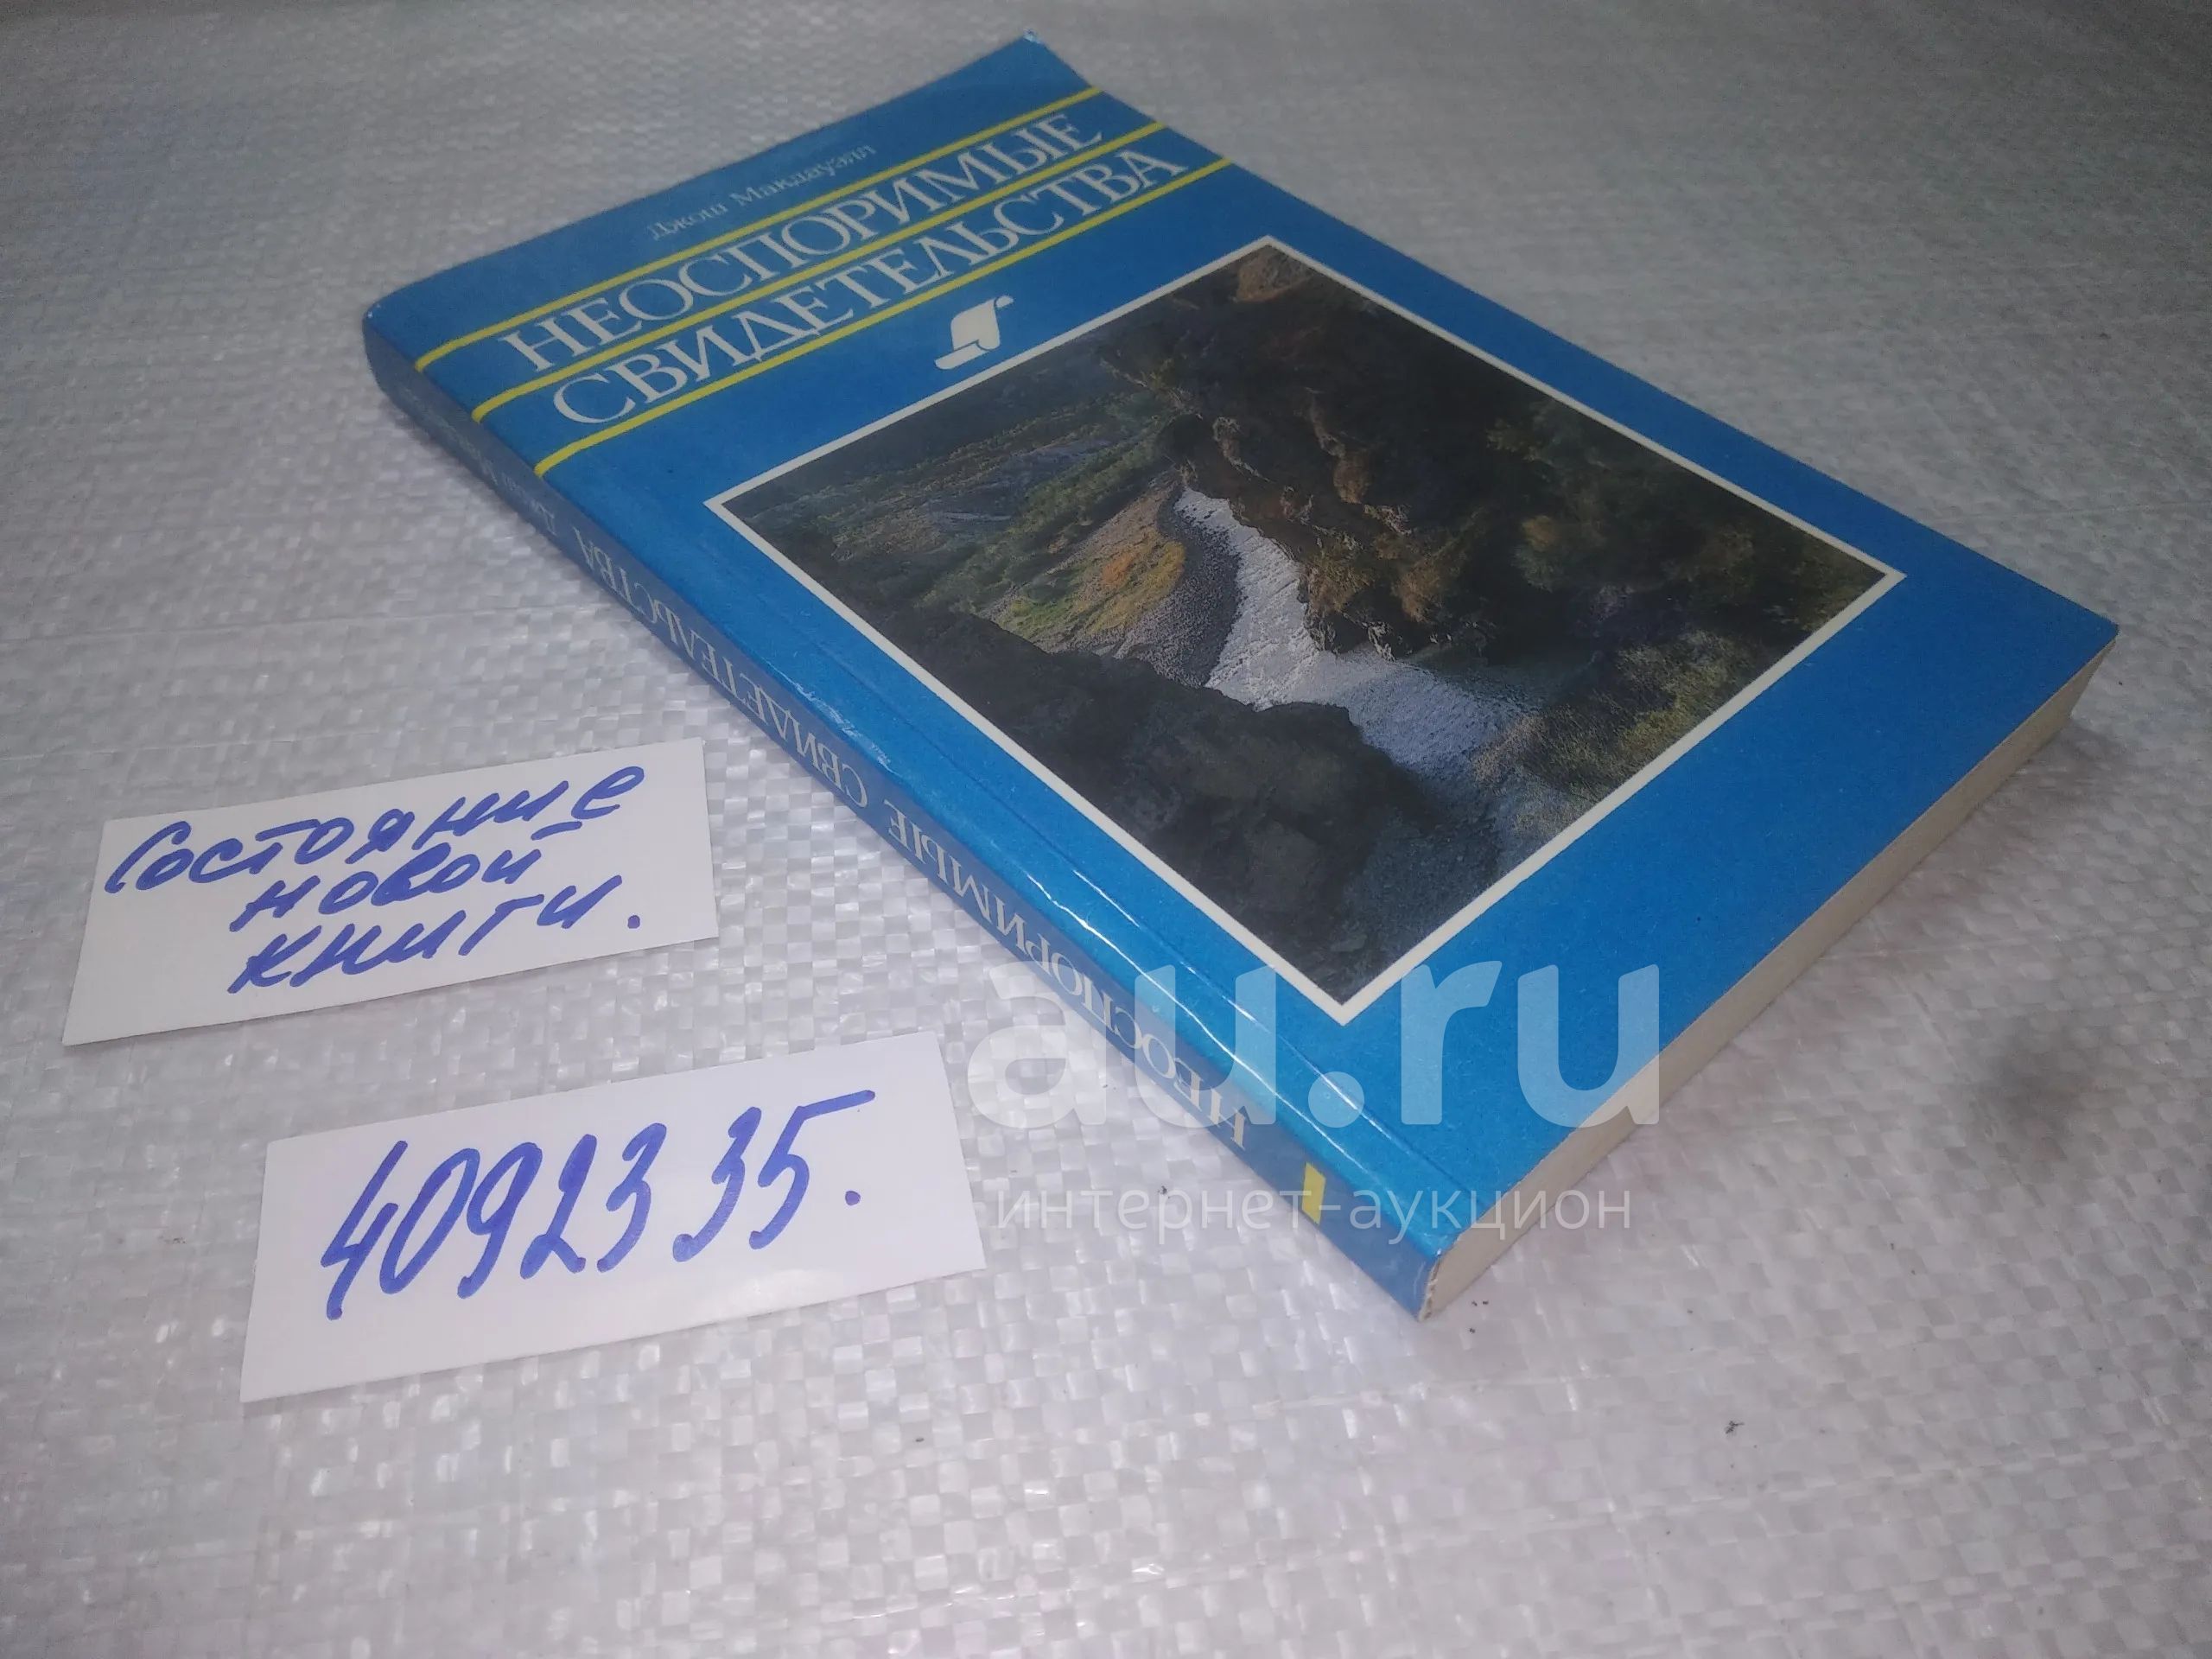 Джош Макдауэлл
НЕОСПОРИМЫЕ
СВИДЕТЕЛЬСТВА
НЕОСПОРИМЫЕ СВИДЕТЕЛЬСТВА
Состояние
новой
книги.
4092335.
au.ru
интернет-аукцион